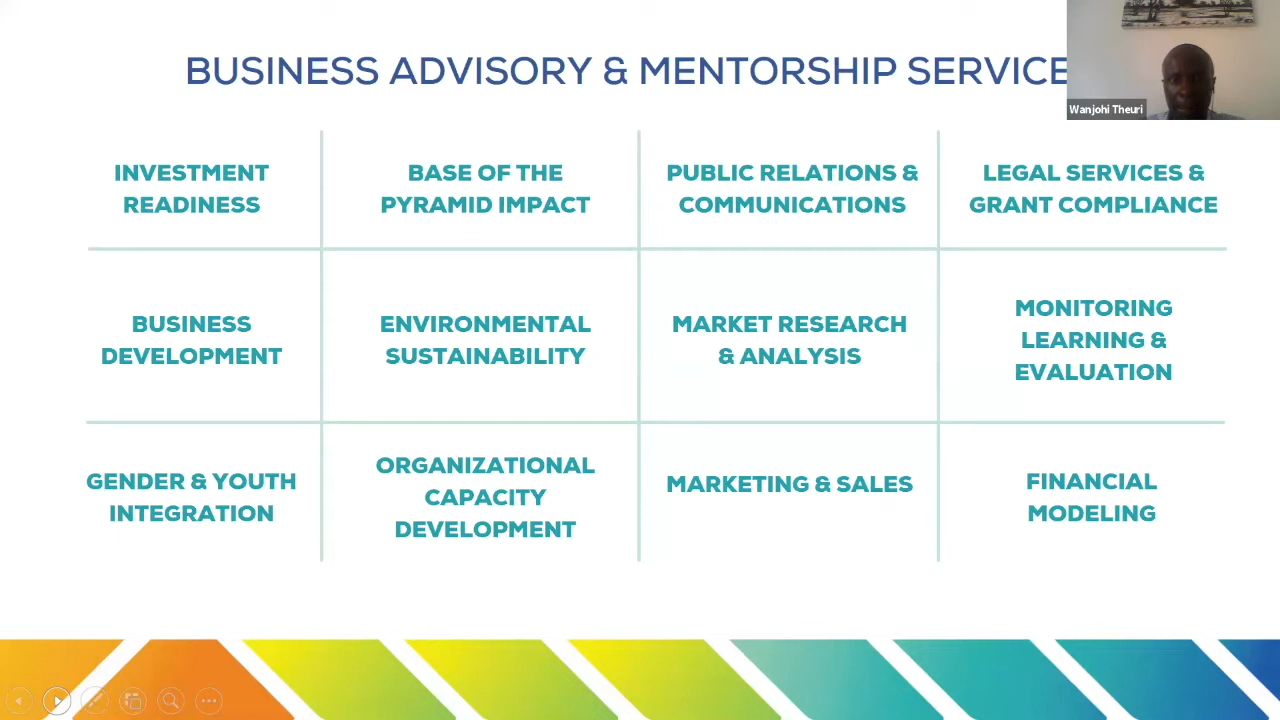 BUSINESS ADVISORY & MENTORSHIP SERVICE
Wanjohi Theuri
INVESTMENT
READINESS
BASE OF THE
PYRAMID IMPACT
PUBLIC RELATIONS &
COMMUNICATIONS
LEGAL SERVICES &
GRANT COMPLIANCE
BUSINESS
DEVELOPMENT
ENVIRONMENTAL
SUSTAINABILITY
MARKET RESEARCH
& ANALYSIS
MONITORING
LEARNING &
EVALUATION
GENDER & YOUTH
INTEGRATION
ORGANIZATIONAL
CAPACITY
DEVELOPMENT
MARKETING & SALES
FINANCIAL
MODELING